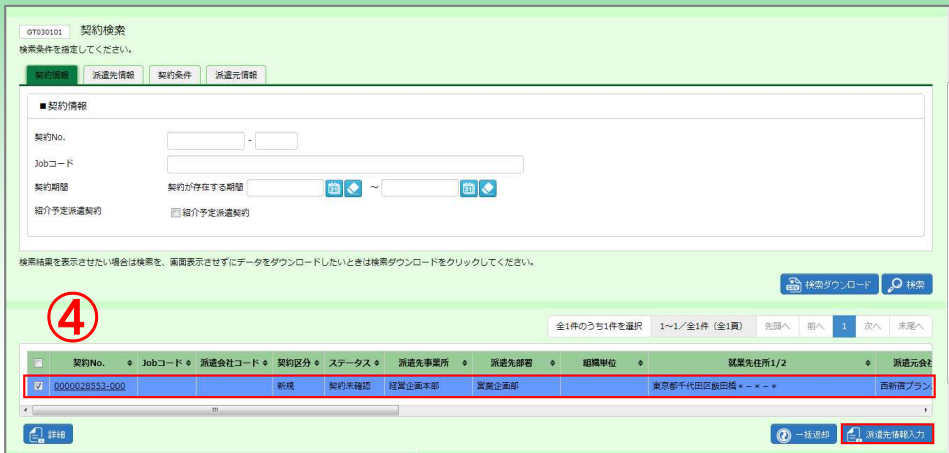 GT030101 契約検索
検索条件を指定してください。
契約情報 派遣先情報 契約条件 派遣元情報
■契約情報
契約No. -
Jobコード
契約期間 契約が存在する期間 ～
紹介予定派遣契約 紹介予定派遣契約
検索結果を表示させたい場合は検索を、画面表示させずにデータをダウンロードしたいときは検索ダウンロードをクリックしてください。
検索ダウンロード 検索
④
全1件のうち1件を選択 1～1／全1件（全1頁） 先頭へ 前へ 1 次へ 末尾へ
契約No. Jobコード 派遣会社コード 契約区分 ステータス 派遣先事業所 派遣先部署 組織単位 就業先住所1/2 派遣元会社
0000028553-000 新規 契約未確認 経営企画本部 営業企画部 東京都千代田区飯田橋＊－＊－＊ 西新宿プラン
詳細 一括返却 派遣先情報入力